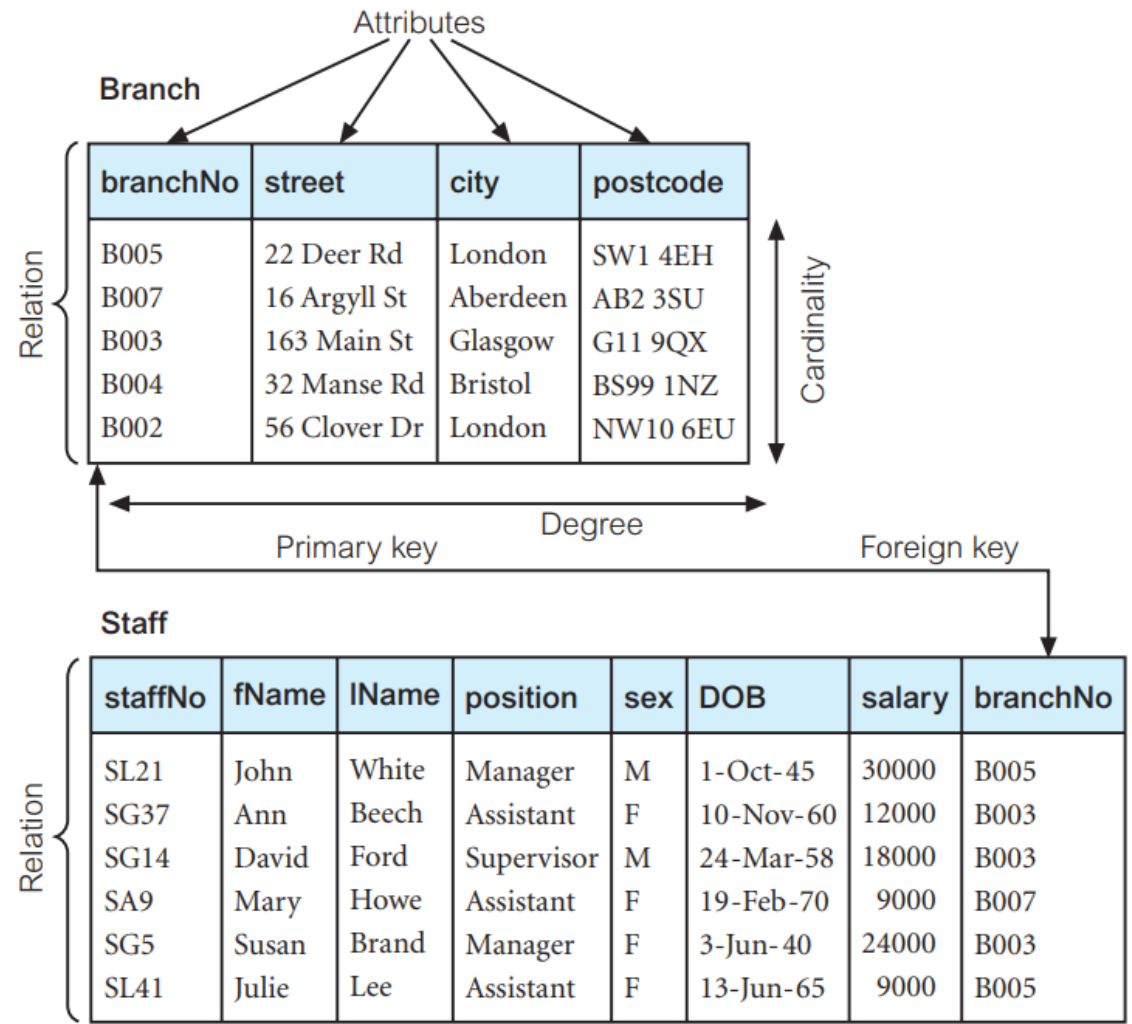 Attributes
Branch
branchNo street city postcode
B005 22 Deer Rd London SW1 4EH
B007 16 Argyll St Aberdeen AB2 3SU
B003 163 Main St Glasgow G11 9QX
B004 32 Manse Rd Bristol BS99 1NZ
B002 56 Clover Dr London NW10 6EU
Relation
Cardinality
Degree
Primary key Foreign key
Staff
staffNo fName lName position sex DOB salary branchNo
SL21 John White Manager M 1-Oct-45 30000 B005
SG37 Ann Beech Assistant F 10-Nov-60 12000 B003
SG14 David Ford Supervisor M 24-Mar-58 18000 B003
SA9 Mary Howe Assistant F 19-Feb-70 9000 B007
SG5 Susan Brand Manager F 3-Jun-40 24000 B003
SL41 Julie Lee Assistant F 13-Jun-65 9000 B005
Relation